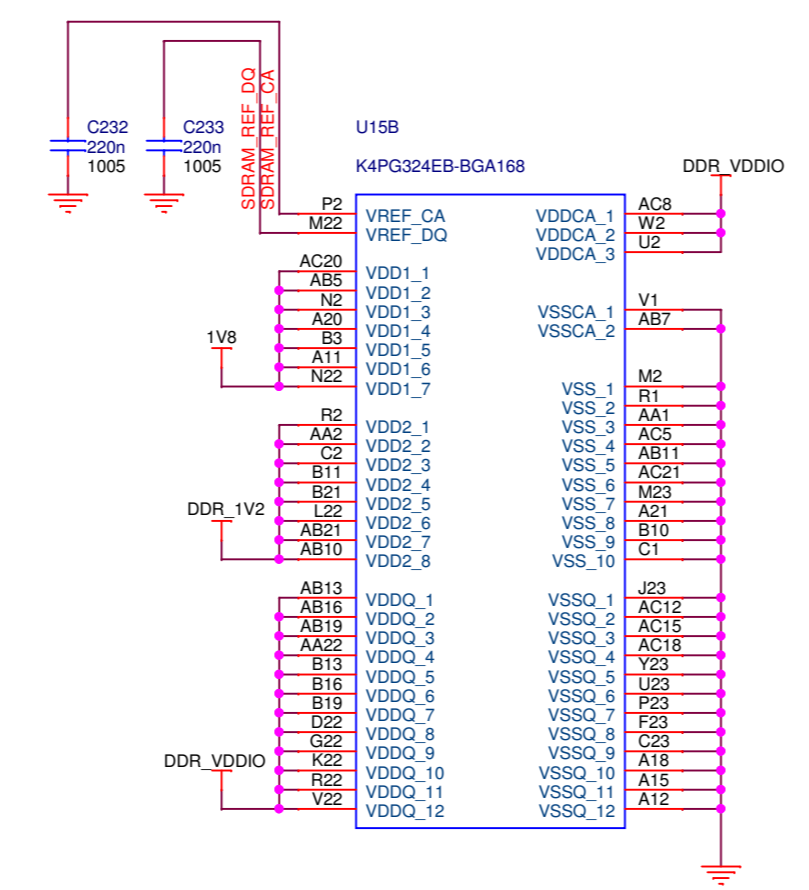 SDRAM_REF_DQ
SDRAM_REF_CA
C232
220n
1005
C233
220n
1005
U15B
K4PG324EB-BGA168
DDR_VDDIO
P2 VREF_CA VDDCA_1 AC8
M22 VREF_DQ VDDCA_2 W2
VDDCA_3 U2
AC20 VDD1_1
AB5 VDD1_2
N2 VDD1_3 VSSCA_1 V1
A20 VDD1_4 VSSCA_2 AB7
1V8
B3 VDD1_5
A11 VDD1_6
N22 VDD1_7 VSS_1 M2
VSS_2 R1
R2 VDD2_1 VSS_3 AA1
AA2 VDD2_2 VSS_4 AC5
C2 VDD2_3 VSS_5 AB11
B11 VDD2_4 VSS_6 AC21
B21 VDD2_5 VSS_7 M23
DDR_1V2
L22 VDD2_6 VSS_8 A21
AB21 VDD2_7 VSS_9 B10
AB10 VDD2_8 VSS_10 C1
AB13 VDDQ_1 VSSQ_1 J23
AB16 VDDQ_2 VSSQ_2 AC12
AB19 VDDQ_3 VSSQ_3 AC15
AA22 VDDQ_4 VSSQ_4 AC18
B13 VDDQ_5 VSSQ_5 Y23
B16 VDDQ_6 VSSQ_6 U23
B19 VDDQ_7 VSSQ_7 P23
D22 VDDQ_8 VSSQ_8 F23
G22 VDDQ_9 VSSQ_9 C23
DDR_VDDIO
K22 VDDQ_10 VSSQ_10 A18
R22 VDDQ_11 VSSQ_11 A15
V22 VDDQ_12 VSSQ_12 A12